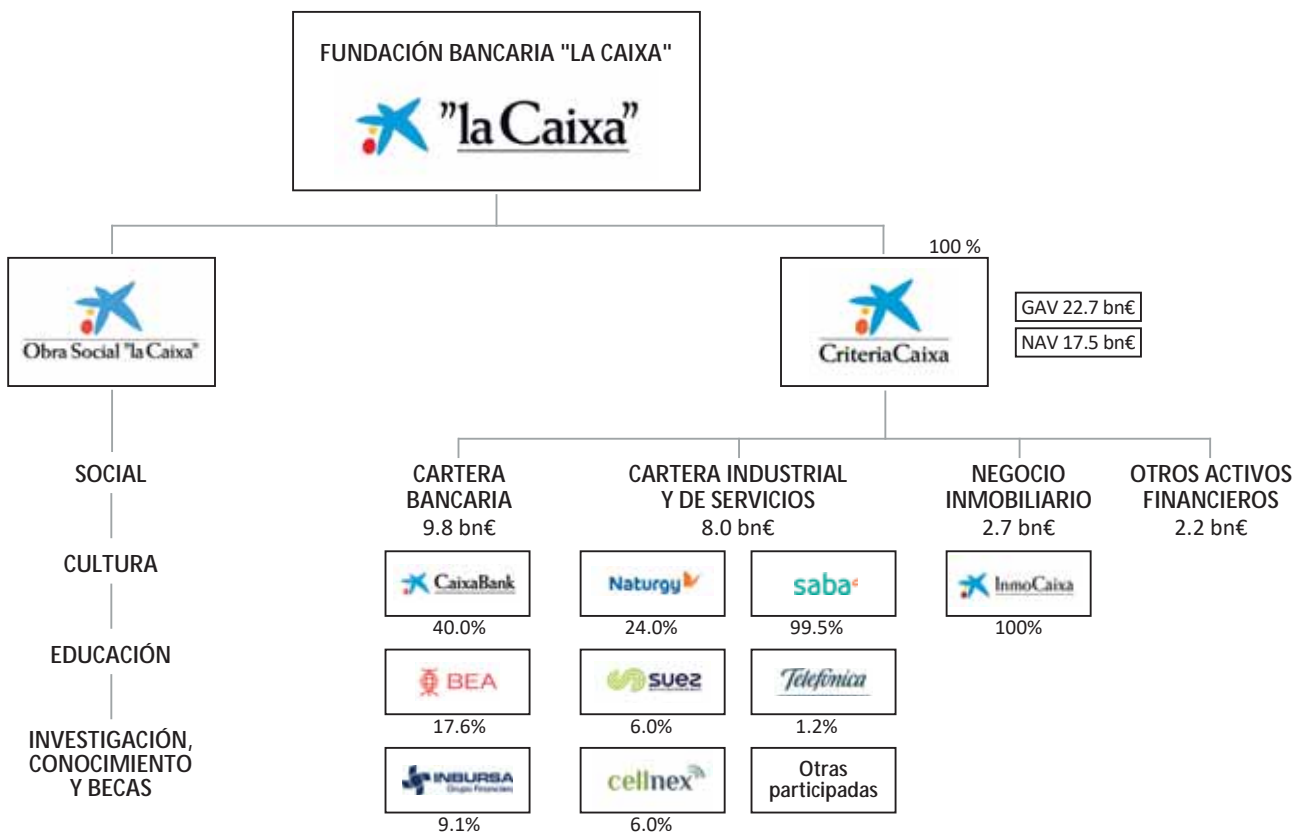 FUNDACIÓN BANCARIA "LA CAIXA"
"la Caixa"
100 %
Obra Social "la Caixa"
CriteriaCaixa
GAV 22.7 bn€
NAV 17.5 bn€
SOCIAL
CULTURA
EDUCACIÓN
INVESTIGACIÓN,
CONOCIMIENTO
Y BECAS
CARTERA
BANCARIA
9.8 bn€
CaixaBank
40.0%
BEA
17.6%
INBURSA
Grupo Financiero
9.1%
CARTERA INDUSTRIAL
Y DE SERVICIOS
8.0 bn€
Naturgy
24.0%
saba
99.5%
suez
6.0%
Telefónica
1.2%
cellnex
6.0%
Otras
participadas
NEGOCIO
INMOBILIARIO
2.7 bn€
InmoCaixa
100%
OTROS ACTIVOS
FINANCIEROS
2.2 bn€